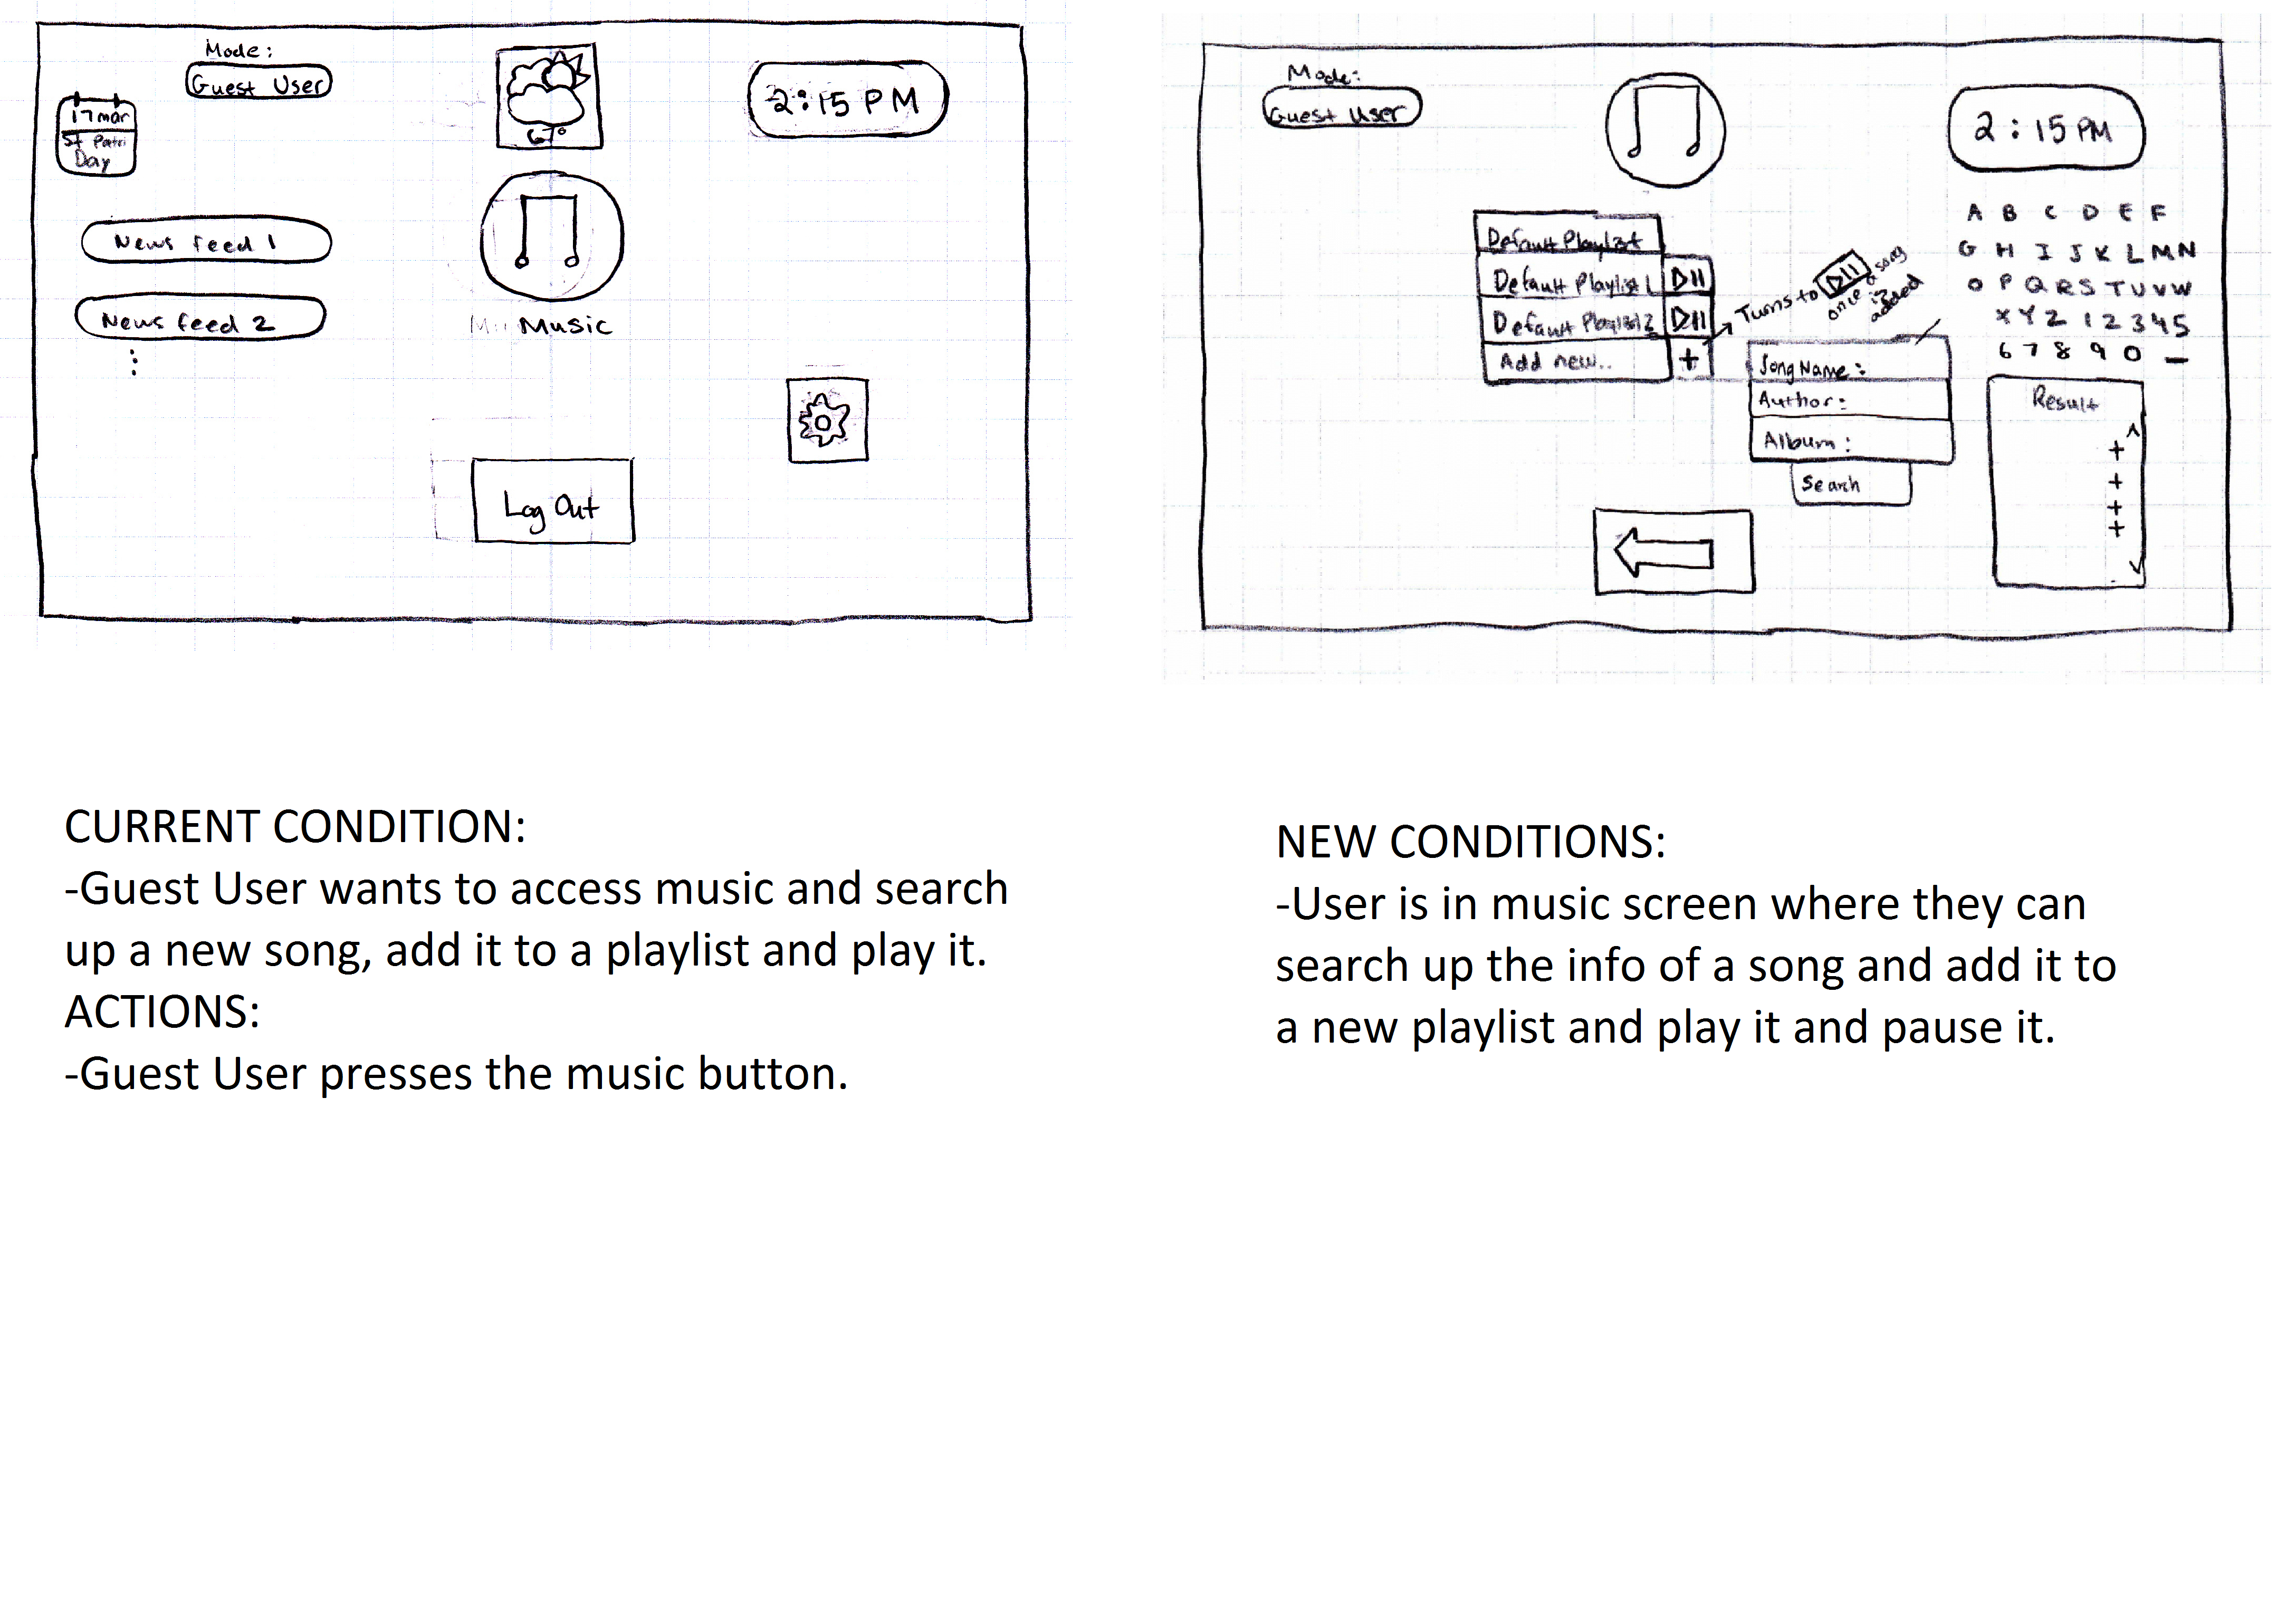 Mode:
Guest User
17 mar
St Patri
Day
67°
2:15 PM
News feed 1
News feed 2
Music
Log Out
Mode:
Guest User
2:15 PM
Default Playlist
Default Playlist 1
Default Playlist 2
Add new..
+
Turns to
once a song
is
added
A B C D E F
G H I J K L M N
O P Q R S T U V W
X Y Z 1 2 3 4 5
6 7 8 9 0 _
Song Name:
Author:
Album:
Search
Result
+
+
+
+
CURRENT CONDITION:
-Guest User wants to access music and search
up a new song, add it to a playlist and play it.
ACTIONS:
-Guest User presses the music button.
NEW CONDITIONS:
-User is in music screen where they can
search up the info of a song and add it to
a new playlist and play it and pause it.